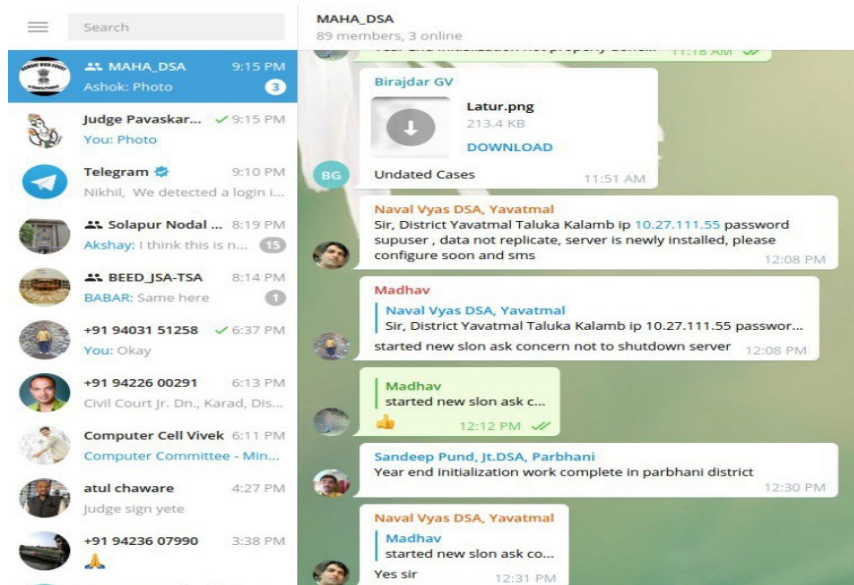 Search
MAHA_DSA 9:15 PM
Ashok: Photo 3
Judge Pavaskar... 9:15 PM
You: Photo
Telegram 9:10 PM
Nikhil, We detected a login i...
Solapur Nodal ... 8:19 PM
Akshay: I think this is n... 15
BEED_JSA-TSA 8:14 PM
BABAR: Same here 1
+91 94031 51258 6:37 PM
You: Okay
+91 94226 00291 6:13 PM
Civil Court Jr. Dn., Karad, Dis...
Computer Cell Vivek 6:11 PM
Computer Committee - Min...
atul chaware 4:27 PM
Judge sign yete
+91 94236 07990 3:38 PM
MAHA_DSA
89 members, 3 online
Year end initialization not properly done... 11:18 AM
Birajdar GV
Latur.png
213.4 KB
DOWNLOAD
BG
Undated Cases 11:51 AM
Naval Vyas DSA, Yavatmal
Sir, District Yavatmal Taluka Kalamb ip 10.27.111.55 password
supuser , data not replicate, server is newly installed, please
configure soon and sms 12:08 PM
Madhav
Naval Vyas DSA, Yavatmal
Sir, District Yavatmal Taluka Kalamb ip 10.27.111.55 passwor...
started new slon ask concern not to shutdown server 12:08 PM
Madhav
started new slon ask c...
👍 12:12 PM
Sandeep Pund, Jt.DSA, Parbhani
Year end initialization work complete in parbhani district
12:30 PM
Naval Vyas DSA, Yavatmal
Madhav
started new slon ask co...
Yes sir 12:31 PM